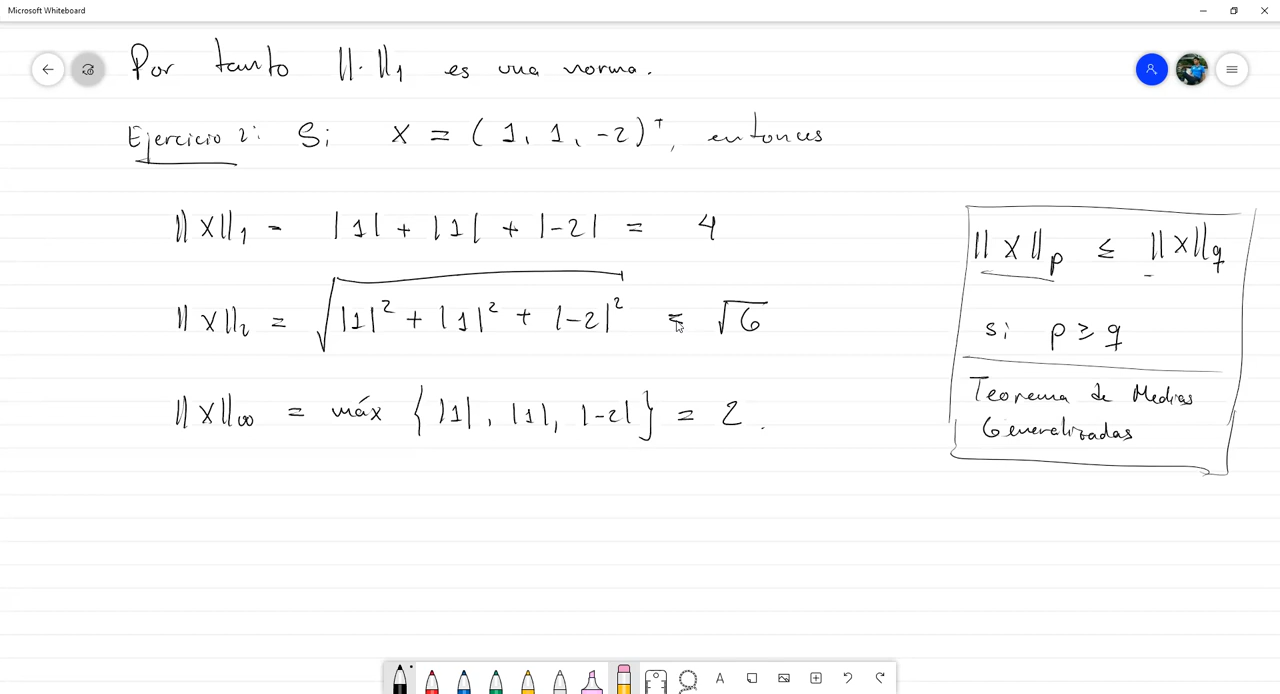 Microsoft Whiteboard
Por tanto ||·||₁ es una norma.
Ejercicio 2: Si x = (1, 1, -2)ᵀ, entonces
||x||₁ = |1| + |1| + |-2| = 4
||x||₂ = √(|1|² + |1|² + |-2|²) = √6
||x||∞ = máx { |1|, |1|, |-2| } = 2.
||x||ₚ ≤ ||x||_q
si p ≥ q
Teorema de Medias
Generalizadas
A